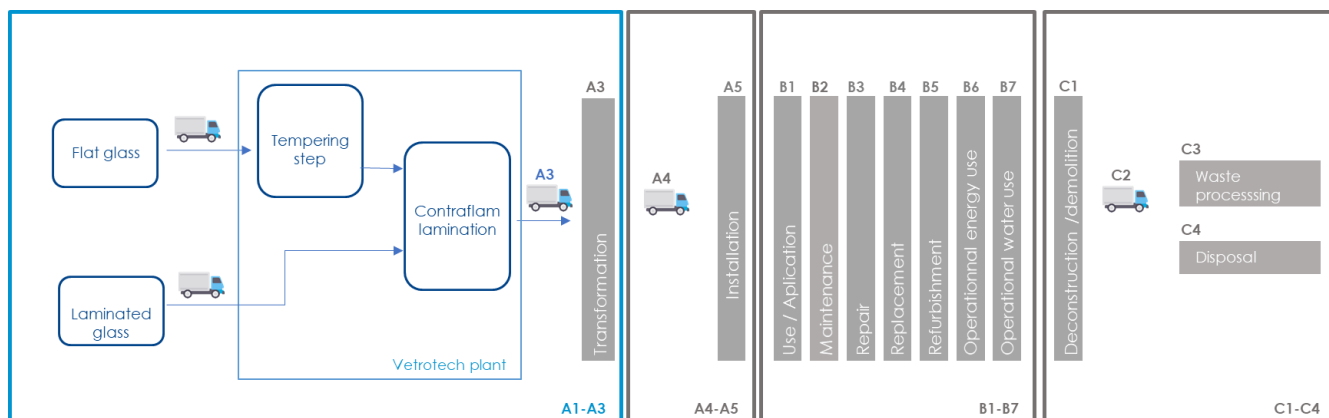 Flat glass
Laminated
glass
Tempering
step
Contraflam
lamination
Vetrotech plant
A3
A3
Transformation
A1-A3
A4
A5
Installation
A4-A5
B1
Use / Aplication
B2
Maintenance
B3
Repair
B4
Replacement
B5
Refurbishment
B6
Operationnal energy use
B7
Operational water use
B1-B7
C1
Deconstruction /demolition
C2
C3
Waste
processsing
C4
Disposal
C1-C4